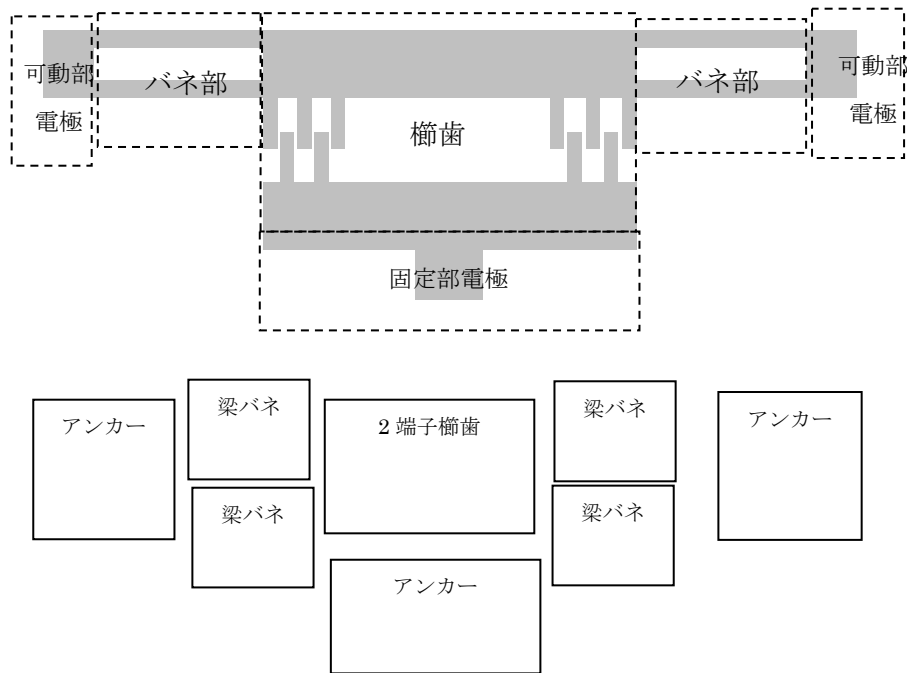 可動部
電極
バネ部
櫛歯
バネ部
可動部
電極
固定部電極
アンカー
梁バネ
2 端子櫛歯
梁バネ
アンカー
梁バネ
梁バネ
アンカー